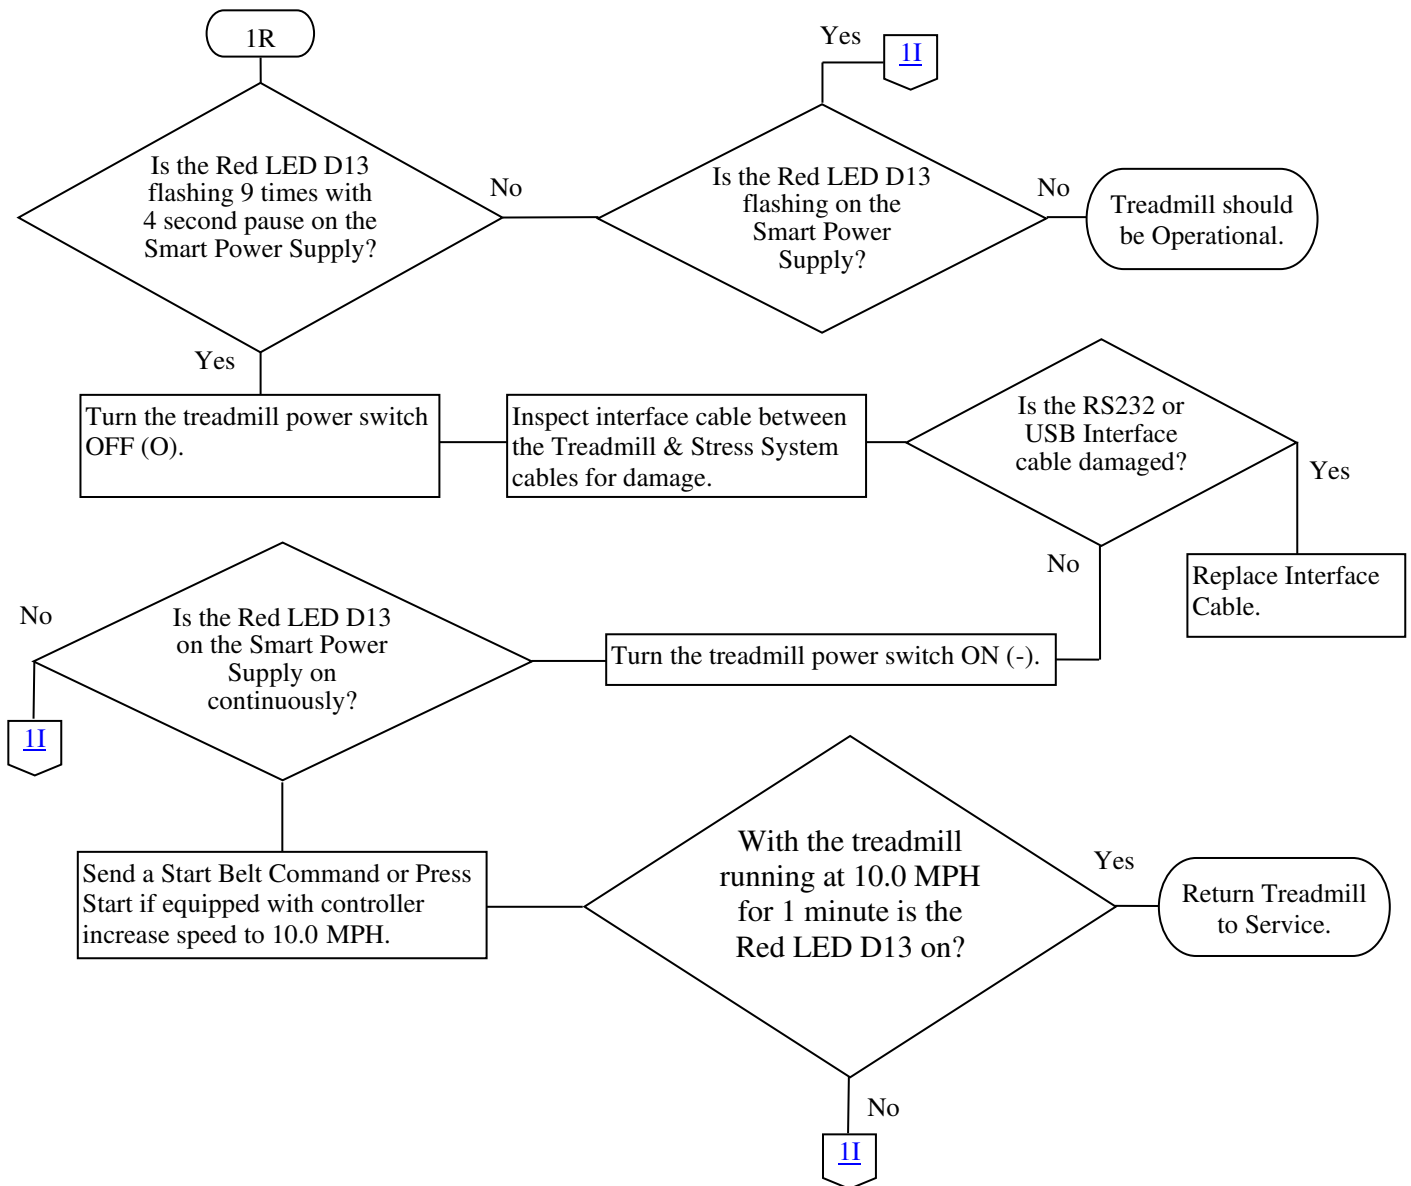 1R
Is the Red LED D13
flashing 9 times with
4 second pause on the
Smart Power Supply?
No
Yes
1I
Is the Red LED D13
flashing on the
Smart Power
Supply?
No
Treadmill should
be Operational.
Yes
Turn the treadmill power switch
OFF (O).
Inspect interface cable between
the Treadmill & Stress System
cables for damage.
Is the RS232 or
USB Interface
cable damaged?
Yes
Replace Interface
Cable.
No
Turn the treadmill power switch ON (-).
Is the Red LED D13
on the Smart Power
Supply on
continuously?
No
1I
Send a Start Belt Command or Press
Start if equipped with controller
increase speed to 10.0 MPH.
With the treadmill
running at 10.0 MPH
for 1 minute is the
Red LED D13 on?
Yes
Return Treadmill
to Service.
No
1I